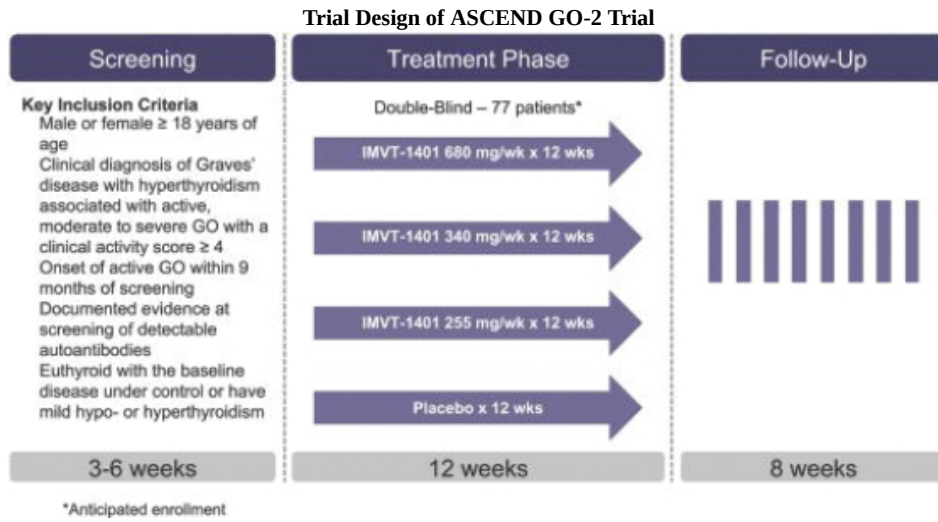 Trial Design of ASCEND GO-2 Trial
Screening
Treatment Phase
Follow-Up
Key Inclusion Criteria
Male or female ≥ 18 years of
age
Clinical diagnosis of Graves'
disease with hyperthyroidism
associated with active,
moderate to severe GO with a
clinical activity score ≥ 4
Onset of active GO within 9
months of screening
Documented evidence at
screening of detectable
autoantibodies
Euthyroid with the baseline
disease under control or have
mild hypo- or hyperthyroidism
Double-Blind – 77 patients*
IMVT-1401 680 mg/wk x 12 wks
IMVT-1401 340 mg/wk x 12 wks
IMVT-1401 255 mg/wk x 12 wks
Placebo x 12 wks
3-6 weeks
12 weeks
8 weeks
*Anticipated enrollment